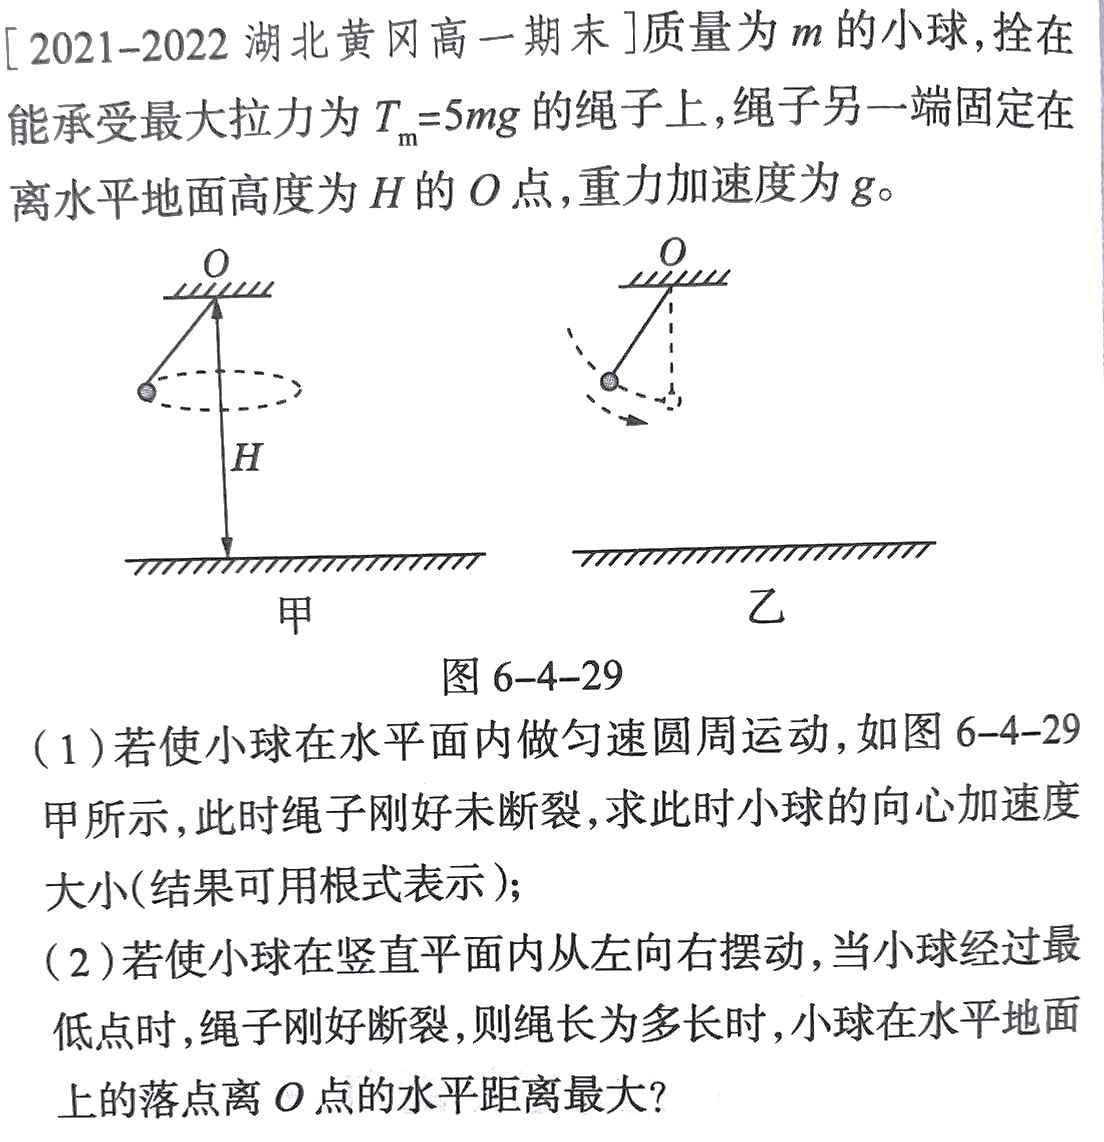 [2021-2022 湖北黄冈高一期末]质量为 m 的小球,拴在
能承受最大拉力为 Tm=5mg 的绳子上,绳子另一端固定在
离水平地面高度为 H 的 O 点,重力加速度为 g。
O
O
H
甲
乙
图 6-4-29
(1)若使小球在水平面内做匀速圆周运动,如图 6-4-29
甲所示,此时绳子刚好未断裂,求此时小球的向心加速度
大小(结果可用根式表示);
(2)若使小球在竖直平面内从左向右摆动,当小球经过最
低点时,绳子刚好断裂,则绳长为多长时,小球在水平地面
上的落点离 O 点的水平距离最大?